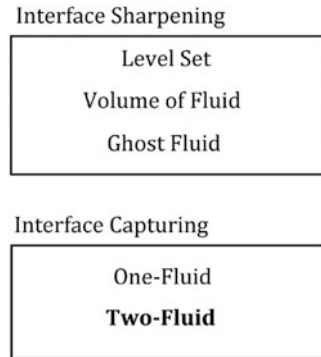 Interface Sharpening
Level Set
Volume of Fluid
Ghost Fluid
Interface Capturing
One-Fluid
Two-Fluid